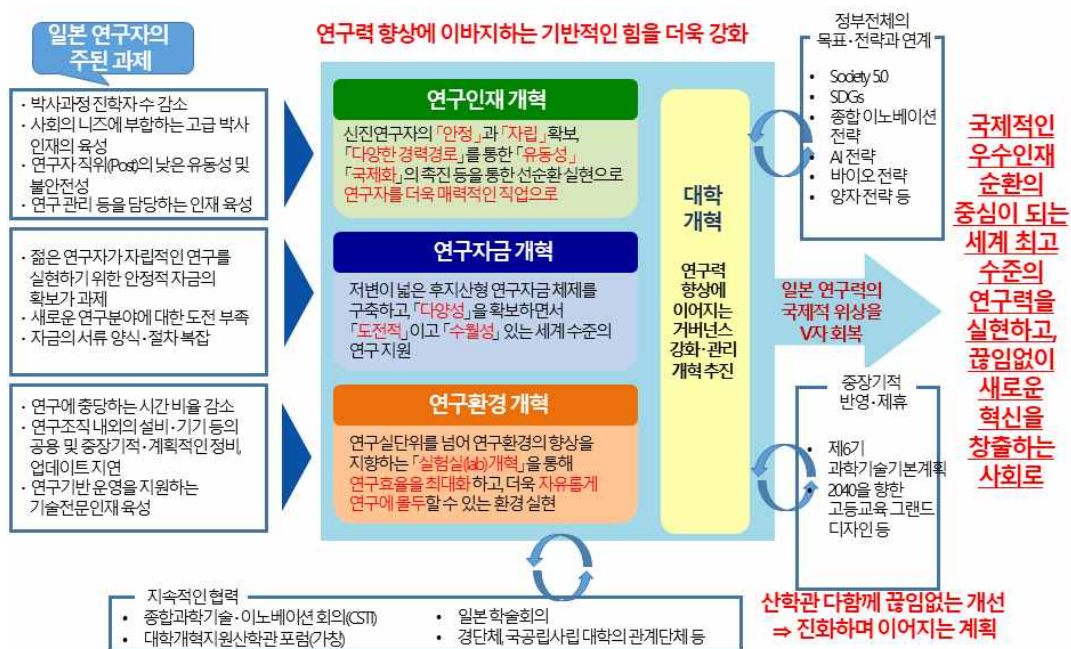 일본 연구자의
주된 과제
연구력 향상에 이바지하는 기반적인 힘을 더욱 강화
• 박사과정 진학자 수 감소
• 사회의 니즈에 부합하는 고급 박사
인재의 육성
• 연구자 직위(Post)의 낮은 유동성 및
불안전성
• 연구 관리 등을 담당하는 인재 육성
연구인재 개혁
신진연구자의 「안정」과 「자립」 확보,
「다양한 경력경로」를 통한 「유동성」
「국제화」의 촉진 등을 통한 선순환 실현으로
연구자를 더욱 매력적인 직업으로
• 젊은 연구자가 자립적인 연구를
실현하기 위한 안정적 자금의
확보가 과제
• 새로운 연구분야에 대한 도전 부족
• 자금의 서류 양식·절차 복잡
연구자금 개혁
저변이 넓은 후지산형 연구자금 체제를
구축하고, 「다양성」을 확보하면서
「도전적」이고 「수월성」 있는 세계 수준의
연구 지원
• 연구에 충당하는 시간 비율 감소
• 연구조직 내외의 설비·기기 등의
공용 및 중장기적·계획적인 정비,
업데이트 지연
• 연구기반 운영을 지원하는
기술전문인재 육성
연구환경 개혁
연구실단위를 넘어 연구환경의 향상을
지향하는 「실험실(lab)개혁」을 통해
연구효율을 최대화하고, 더욱 자유롭게
연구에 몰두할 수 있는 환경 실현
대학
개혁
연구력
향상에
이어지는
거버넌스
강화·관리
개혁 추진
정부전체의
목표·전략과 연계
• Society 5.0
• SDGs
• 종합 이노베이션
전략
• AI 전략
• 바이오 전략
• 양자 전략 등
일본 연구력의
국제적 위상을
V자 회복
중장기적
반영·제휴
• 제6기
과학기술기본계획
• 2040을 향한
고등교육 그랜드
디자인 등
국제적인
우수인재
순환의
중심이 되는
세계 최고
수준의
연구력을
실현하고,
끊임없이
새로운
혁신을
창출하는
사회로
지속적인 협력
• 종합과학기술·이노베이션 회의(CSTI)
• 대학개혁지원산학관 포럼(가칭)
• 일본 학술회의
• 경단체, 국공립사립 대학의 관계단체 등
산학관 다함께 끊임없는 개선
⇒ 진화하며 이어지는 계획